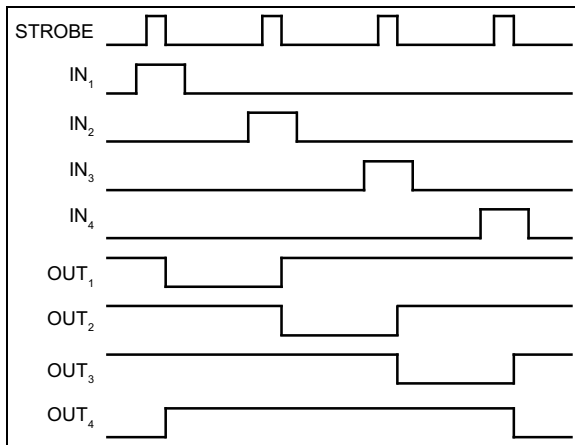 STROBE
IN₁
IN₂
IN₃
IN₄
OUT₁
OUT₂
OUT₃
OUT₄